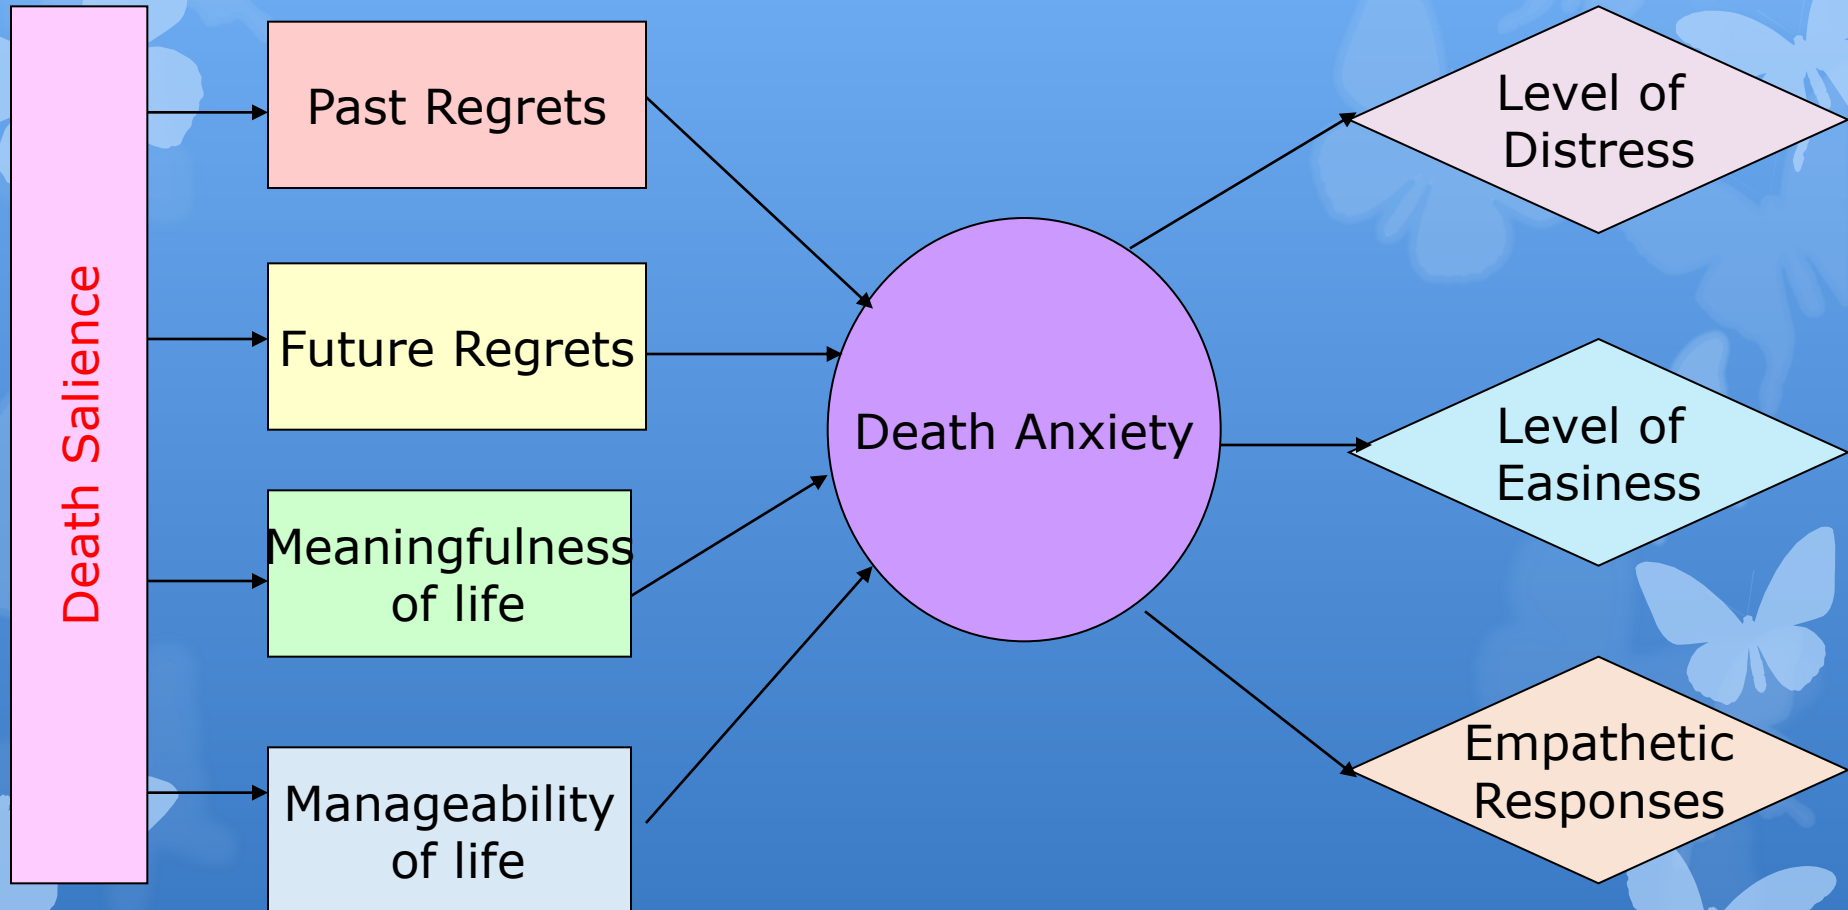 Death Salience
Past Regrets
Future Regrets
Meaningfulness
of life
Manageability
of life
Death Anxiety
Level of
Distress
Level of
Easiness
Empathetic
Responses